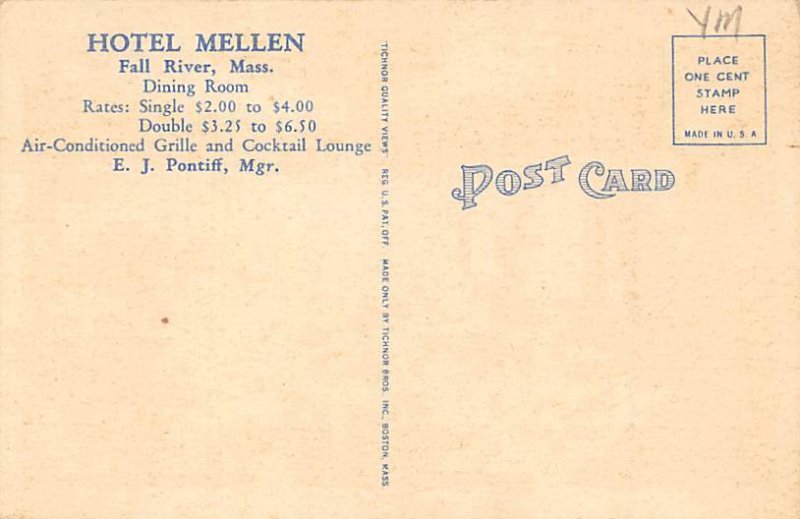 HOTEL MELLEN
Fall River, Mass.
Dining Room
Rates: Single $2.00 to $4.00
Double $3.25 to $6.50
Air-Conditioned Grille and Cocktail Lounge
E. J. Pontiff, Mgr.
"TICHNOR QUALITY VIEWS" REG. U. S. PAT. OFF. MADE ONLY BY TICHNOR BROS. INC., BOSTON, MASS.
YM
PLACE
ONE CENT
STAMP
HERE
MADE IN U. S. A
POST CARD